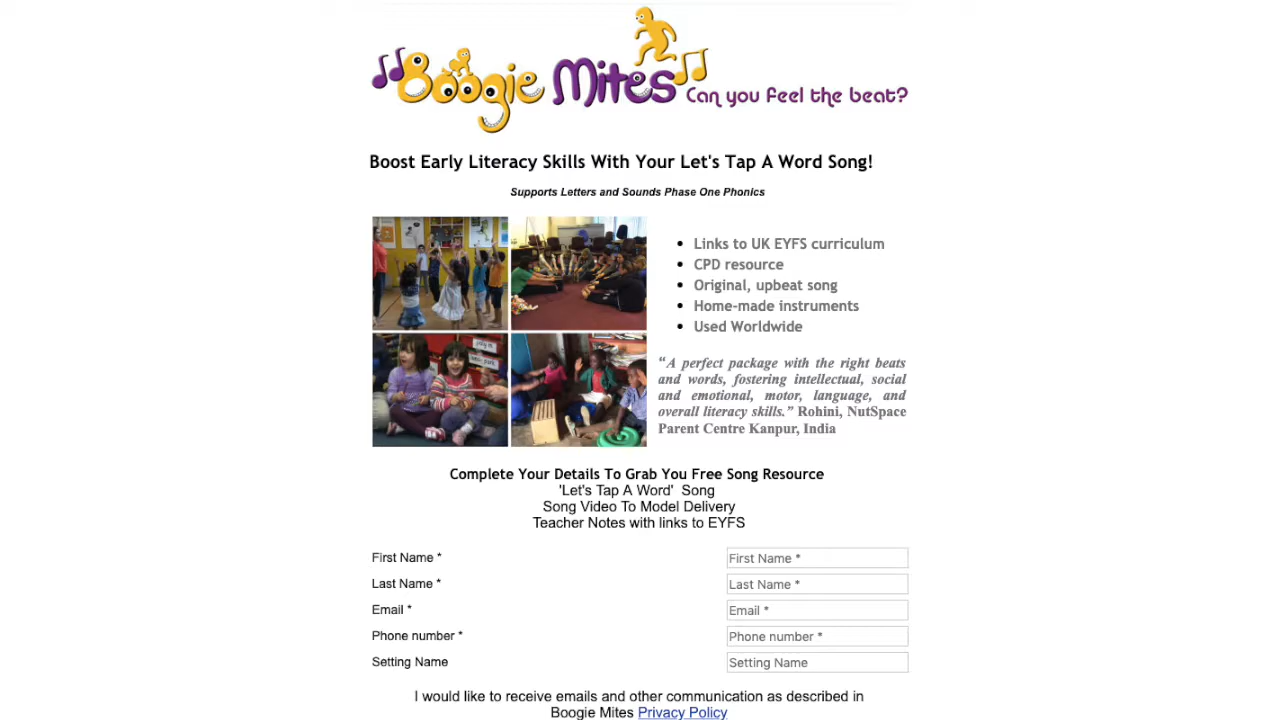 Boogie Mites Can you feel the beat?
Boost Early Literacy Skills With Your Let's Tap A Word Song!
Supports Letters and Sounds Phase One Phonics
• Links to UK EYFS curriculum
• CPD resource
• Original, upbeat song
• Home-made instruments
• Used Worldwide
“A perfect package with the right beats
and words, fostering intellectual, social
and emotional, motor, language, and
overall literacy skills.” Rohini, NutSpace
Parent Centre Kanpur, India
Complete Your Details To Grab You Free Song Resource
'Let's Tap A Word' Song
Song Video To Model Delivery
Teacher Notes with links to EYFS
First Name * First Name *
Last Name * Last Name *
Email * Email *
Phone number * Phone number *
Setting Name Setting Name
I would like to receive emails and other communication as described in
Boogie Mites Privacy Policy